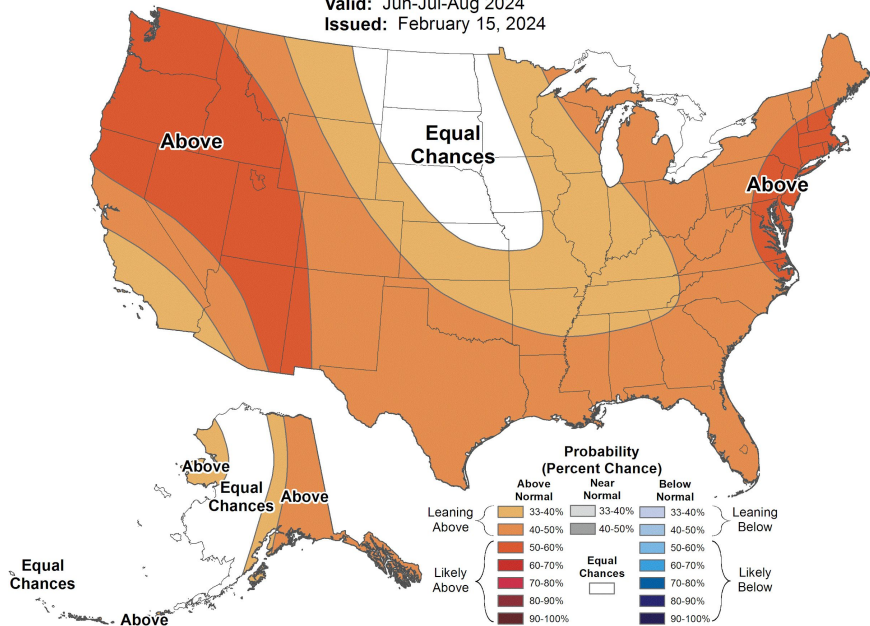 Valid: Jun-Jul-Aug 2024
Issued: February 15, 2024
Above
Equal
Chances
Above
Above
Equal
Chances
Above
Equal
Chances
Above
Probability
(Percent Chance)
Above
Normal
Near
Normal
Below
Normal
Leaning
Above
33-40%
40-50%
33-40%
40-50%
33-40%
40-50%
Leaning
Below
Likely
Above
50-60%
60-70%
70-80%
80-90%
90-100%
Equal
Chances
50-60%
60-70%
70-80%
80-90%
90-100%
Likely
Below